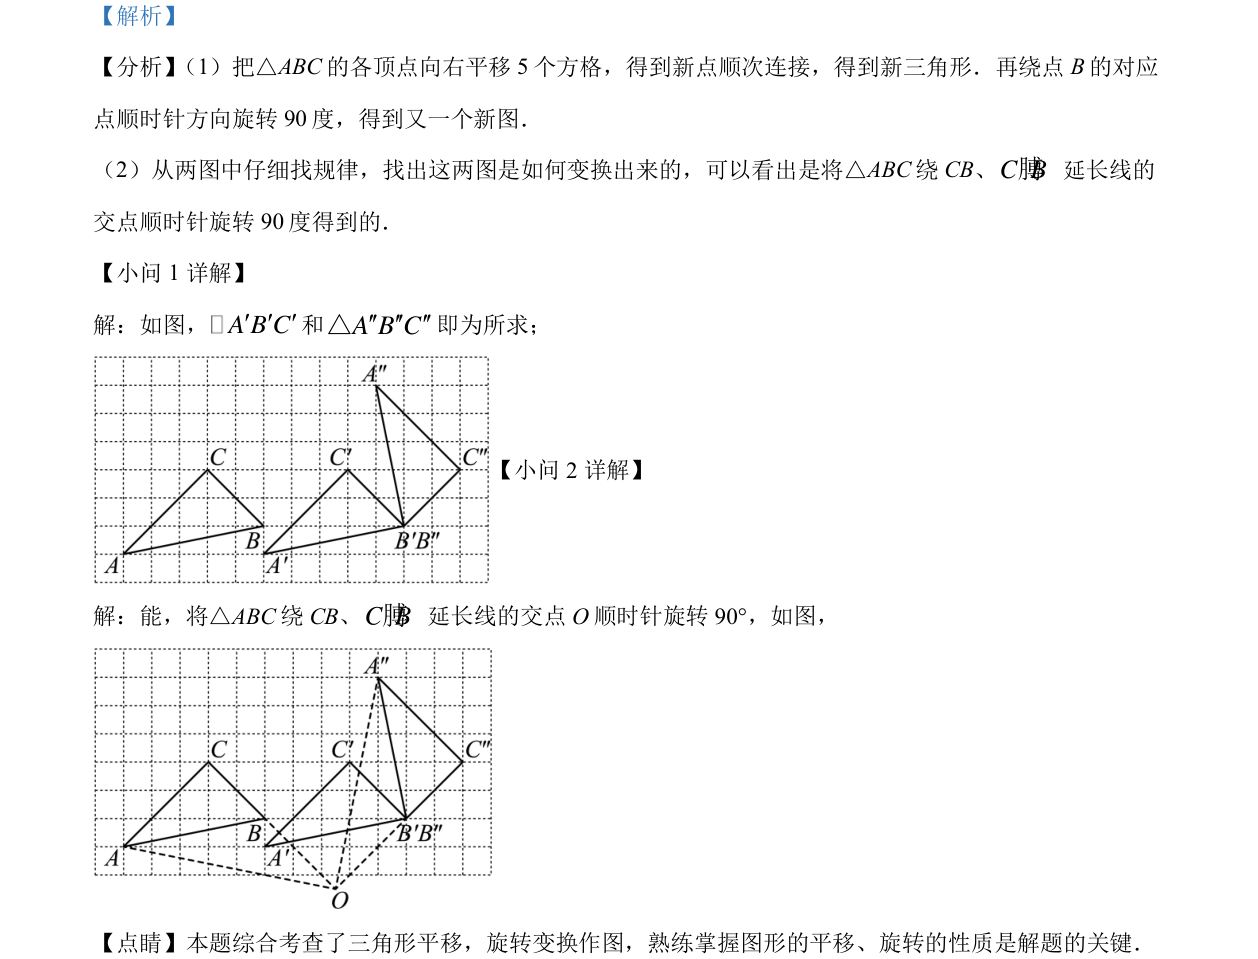 【解析】
【分析】（1）把△ABC的各顶点向右平移5个方格，得到新点顺次连接，得到新三角形．再绕点B的对应
点顺时针方向旋转90度，得到又一个新图．
（2）从两图中仔细找规律，找出这两图是如何变换出来的，可以看出是将△ABC绕CB、C B 延长线的
交点顺时针旋转90度得到的．
【小问1详解】
解：如图，□A′B′C′和△A″B″C″即为所求；
A″
C C′ C″
【小问2详解】
B B′B″
A A′
解：能，将△ABC绕CB、C B 延长线的交点O顺时针旋转90°，如图，
A″
C C′ C″
B B′B″
A A′
O
【点睛】本题综合考查了三角形平移，旋转变换作图，熟练掌握图形的平移、旋转的性质是解题的关键．